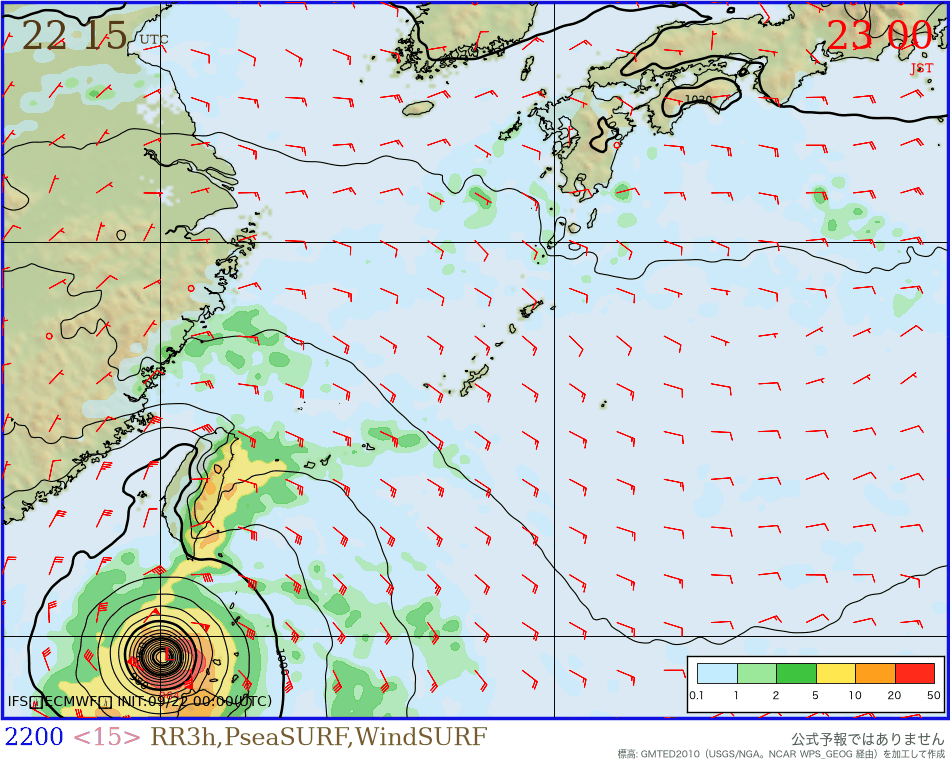 22 15 UTC
23 00 JST
1020
1000
IFS□ECMWF□ INIT:09/22 00:00(UTC)
0.1 1 2 5 10 20 50
2200 <15> RR3h,PseaSURF,WindSURF
公式予報ではありません
標高: GMTED2010（USGS/NGA。NCAR WPS_GEOG 経由）を加工して作成